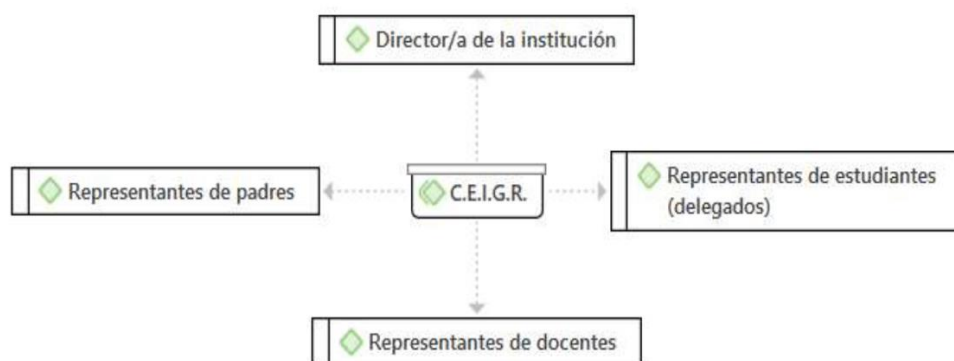 Director/a de la institución
Representantes de padres
C.E.I.G.R.
Representantes de estudiantes
(delegados)
Representantes de docentes